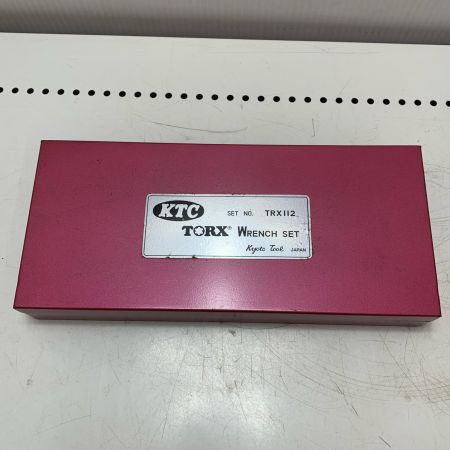 KTC SET NO. TRX112
TORX® WRENCH SET
Kyoto Tool JAPAN